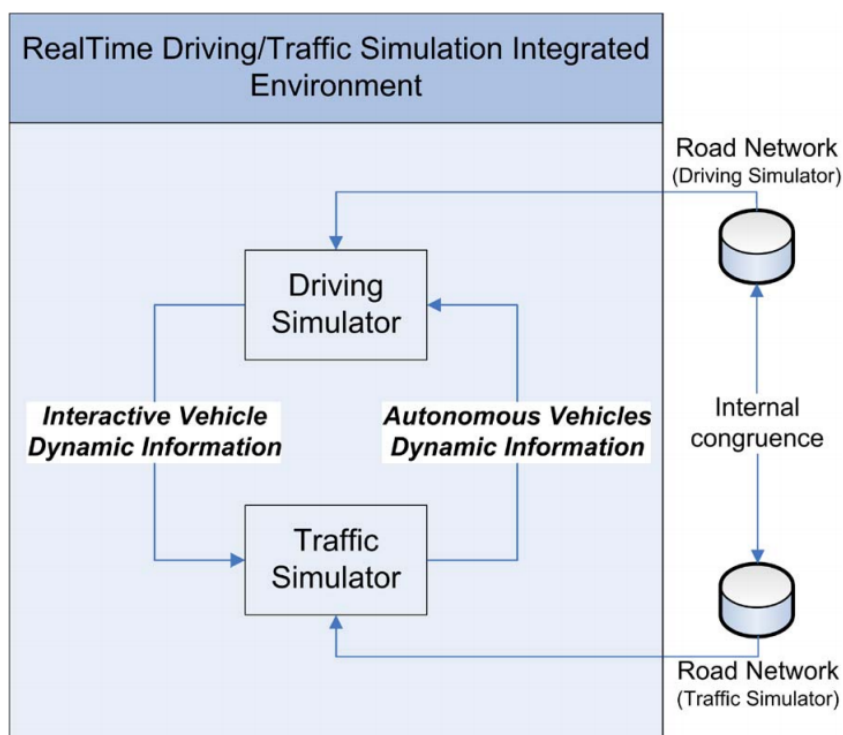 RealTime Driving/Traffic Simulation Integrated
Environment
Road Network
(Driving Simulator)
Driving
Simulator
Interactive Vehicle
Dynamic Information
Autonomous Vehicles
Dynamic Information
Internal
congruence
Traffic
Simulator
Road Network
(Traffic Simulator)